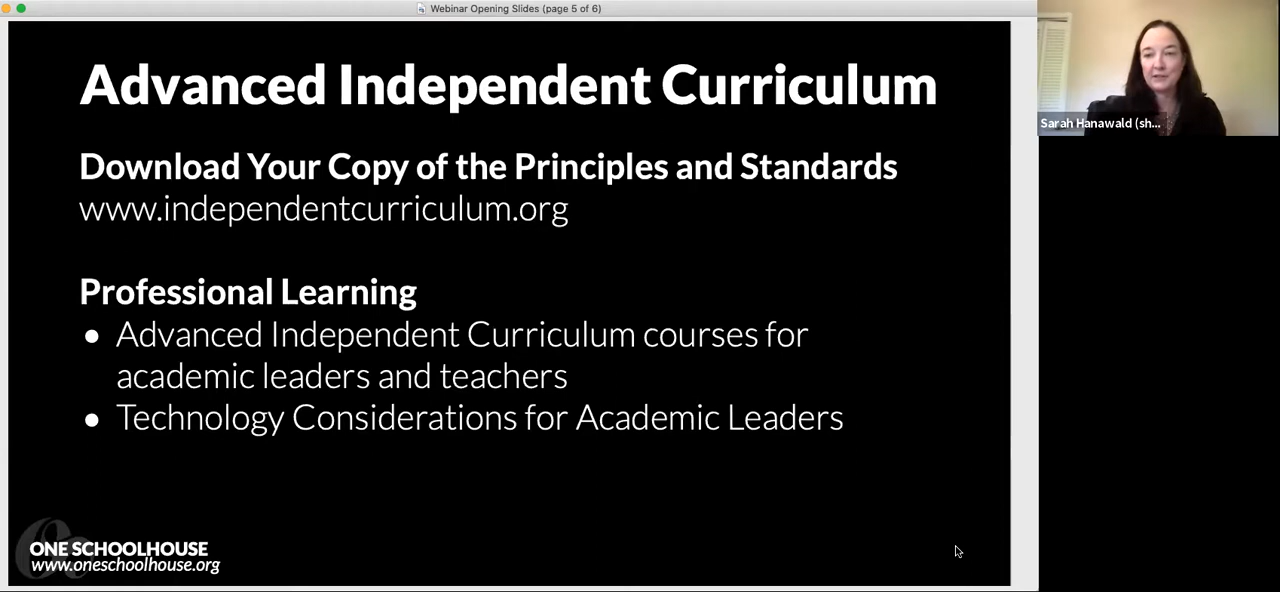 Webinar Opening Slides (page 5 of 6)
Advanced Independent Curriculum
Download Your Copy of the Principles and Standards
www.independentcurriculum.org
Professional Learning
● Advanced Independent Curriculum courses for
academic leaders and teachers
● Technology Considerations for Academic Leaders
ONE SCHOOLHOUSE
www.oneschoolhouse.org
Sarah Hanawald (sh...